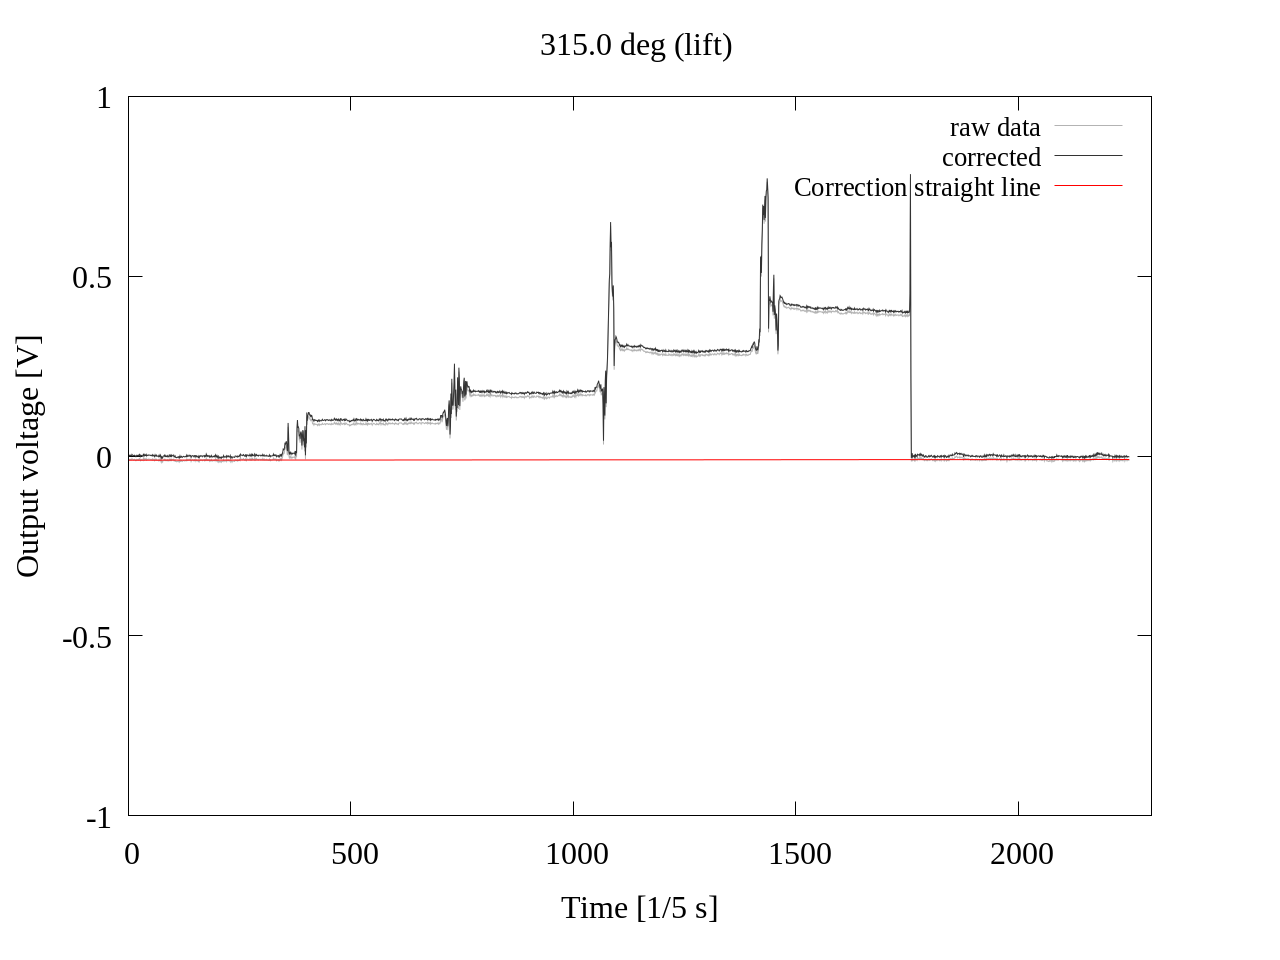 315.0 deg (lift)
1
raw data
corrected
Correction straight line
0.5
0
-0.5
-1
Output voltage [V]
0 500 1000 1500 2000
Time [1/5 s]